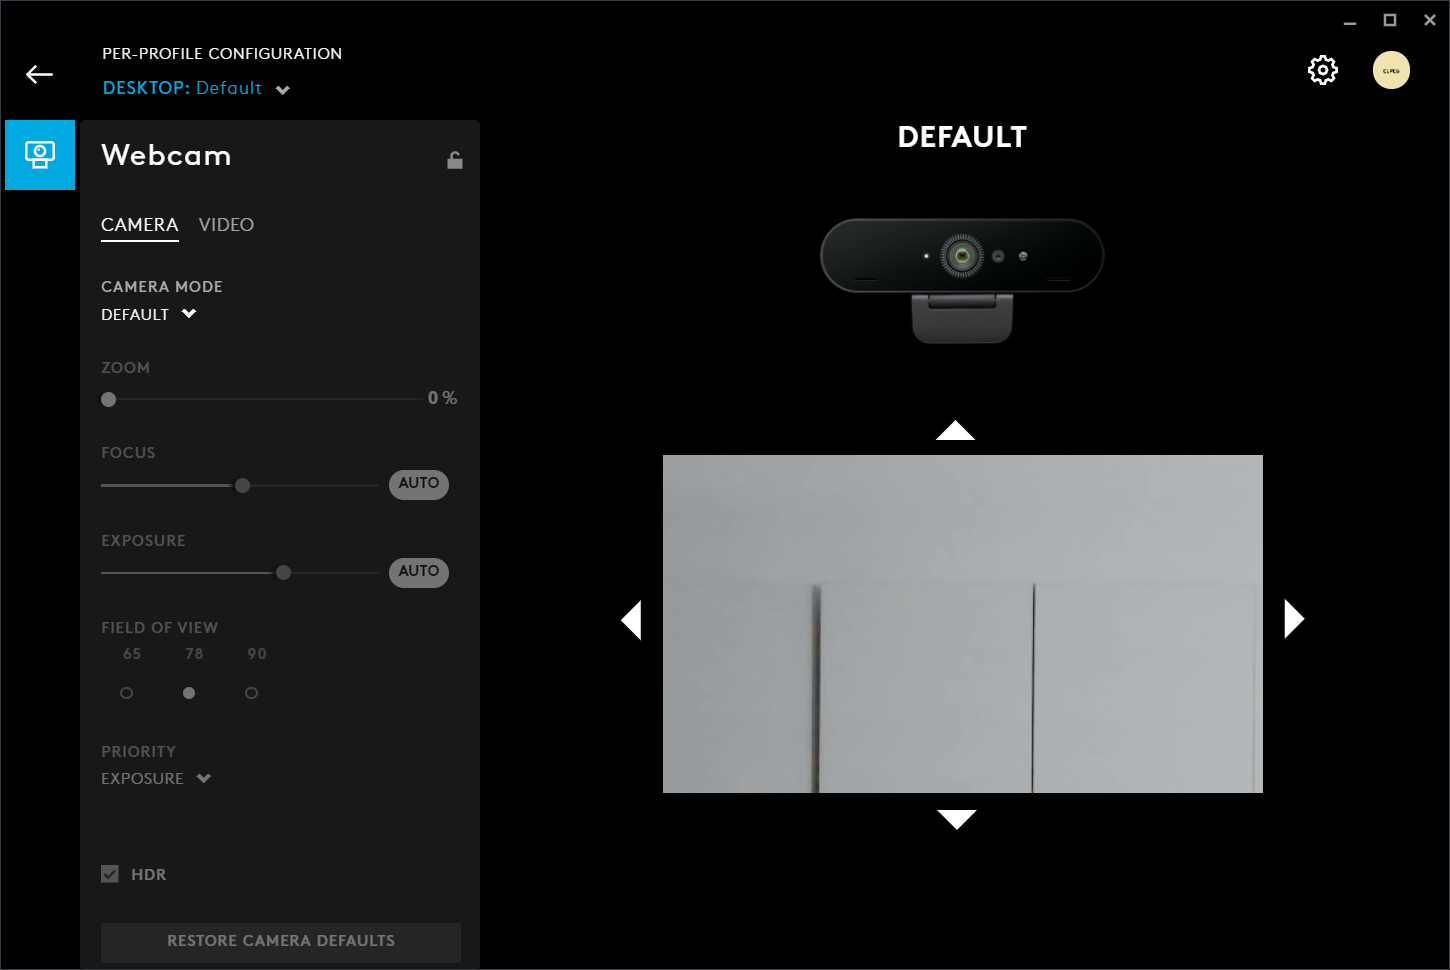 PER-PROFILE CONFIGURATION
DESKTOP: Default
DEFAULT
Webcam
CAMERA VIDEO
CAMERA MODE
DEFAULT
ZOOM
0 %
FOCUS
AUTO
EXPOSURE
AUTO
FIELD OF VIEW
65 78 90
PRIORITY
EXPOSURE
HDR
RESTORE CAMERA DEFAULTS